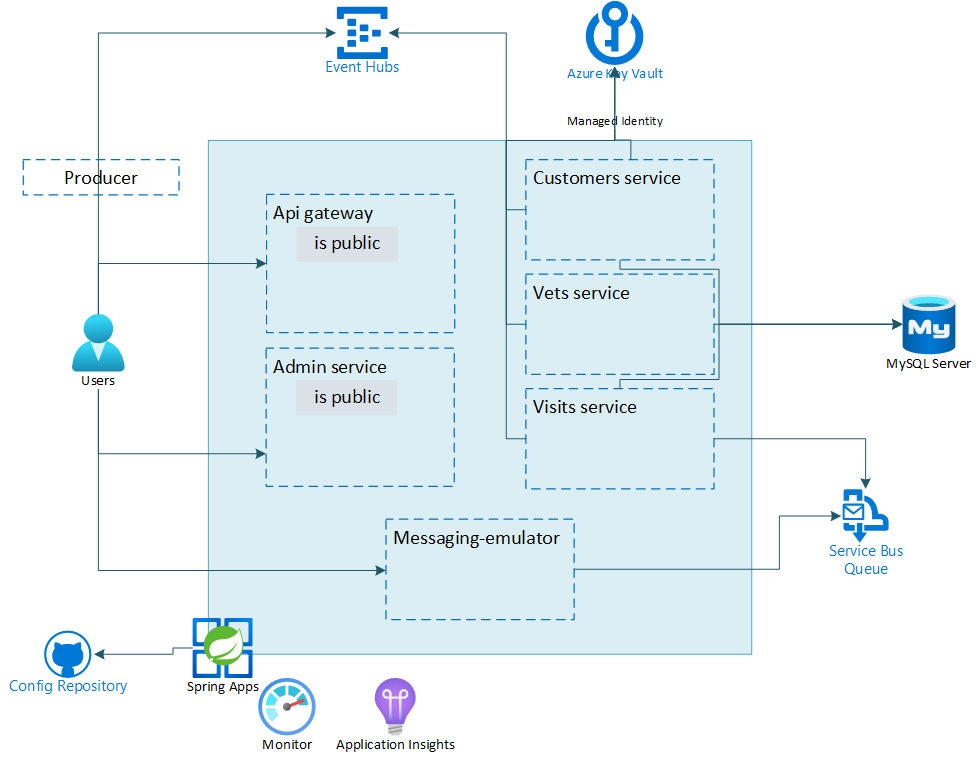 Event Hubs
Azure Key Vault
Managed Identity
Producer
Customers service
Api gateway
is public
Vets service
My
MySQL Server
Users
Admin service
is public
Visits service
Messaging-emulator
Service Bus
Queue
Config Repository
Spring Apps
Monitor
Application Insights